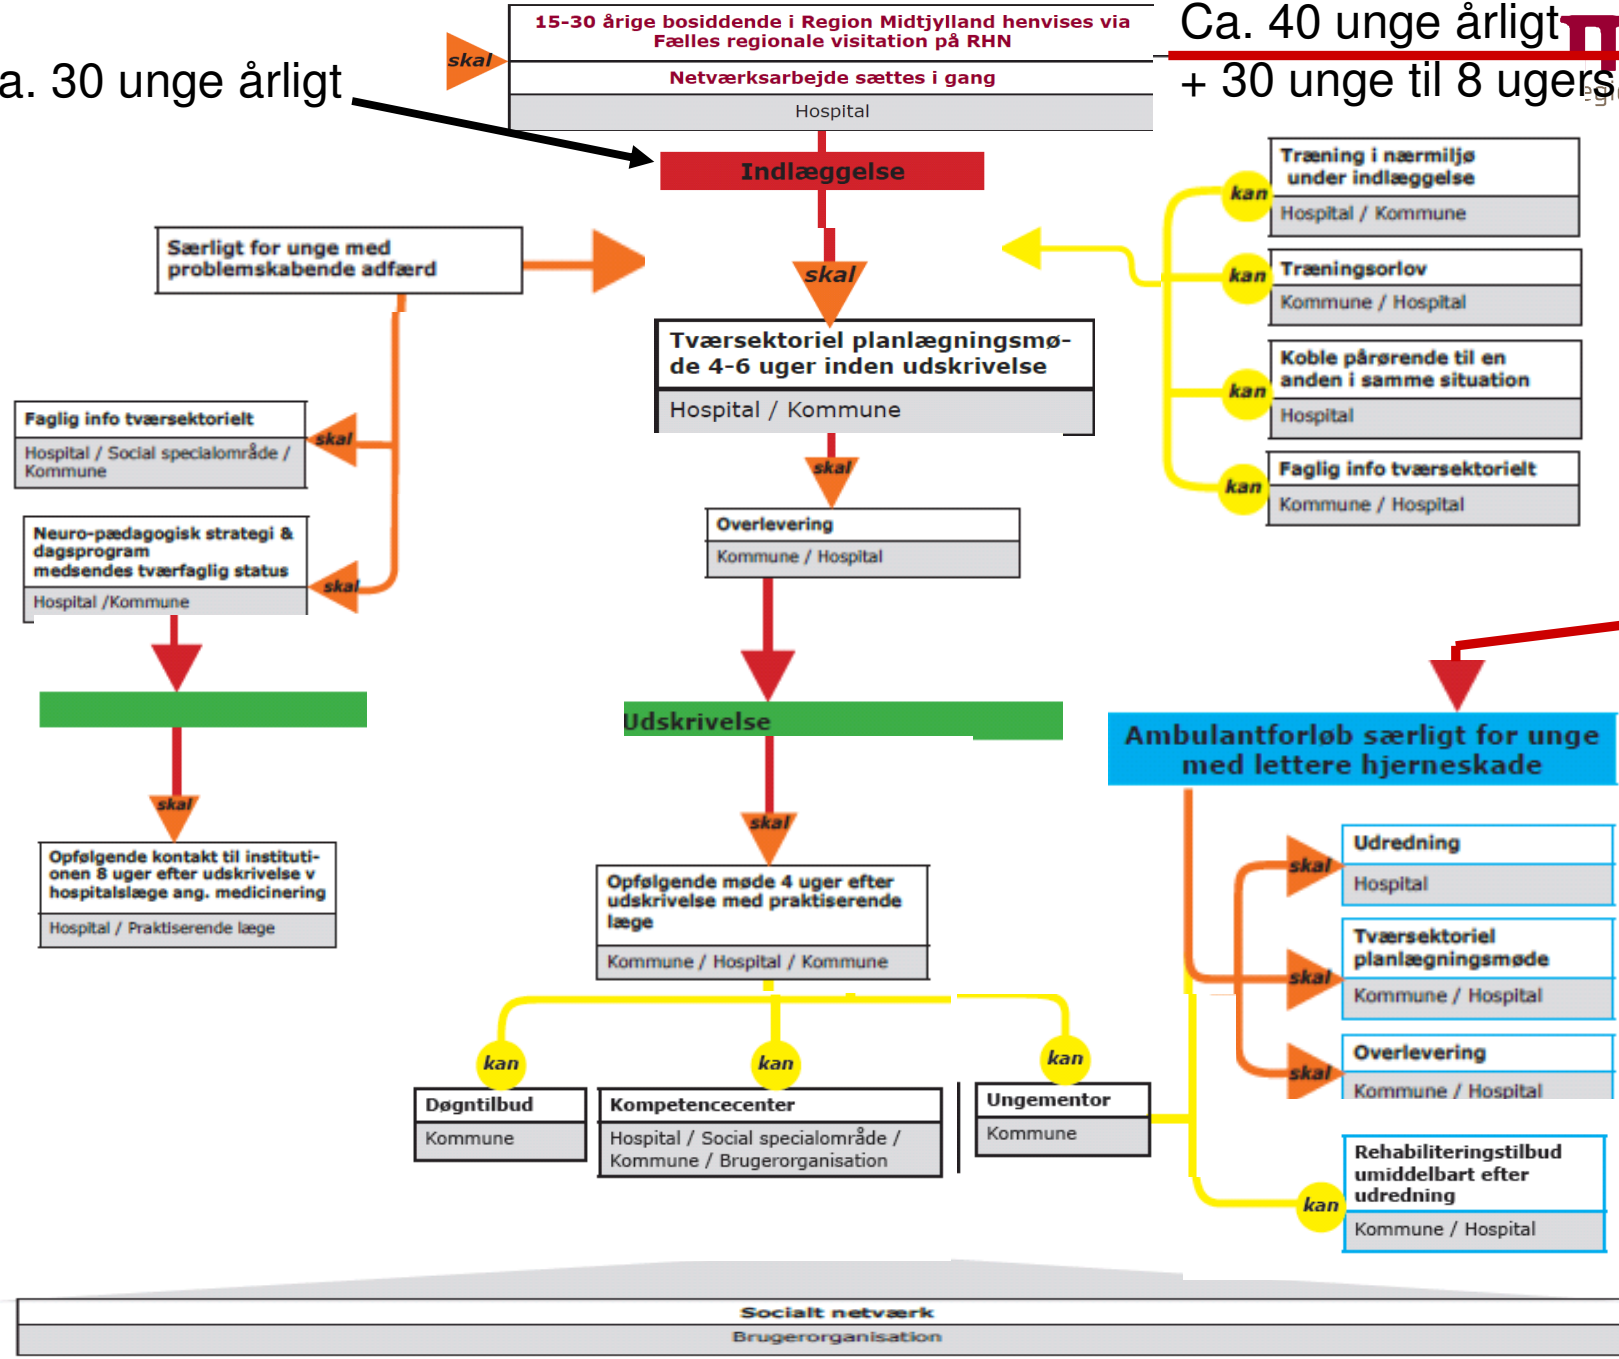 15-30 årige bosiddende i Region Midtjylland henvises via
Fælles regionale visitation på RHN
Netværksarbejde sættes i gang
Hospital
skal
a. 30 unge årligt
Ca. 40 unge årligt
+ 30 unge til 8 ugers
Indlæggelse
Særligt for unge med
problemskabende adfærd
skal
Tværsektoriel planlægningsmø-
de 4-6 uger inden udskrivelse
Hospital / Kommune
kan
Træning i nærmiljø
under indlæggelse
Hospital / Kommune
kan
Træningsorlov
Kommune / Hospital
kan
Koble pårørende til en
anden i samme situation
Hospital
kan
Faglig info tværsektorielt
Kommune / Hospital
Faglig info tværsektorielt
Hospital / Social specialområde /
Kommune
skal
Neuro-pædagogisk strategi &
dagsprogram
medsendes tværfaglig status
Hospital /Kommune
skal
skal
Overlevering
Kommune / Hospital
Udskrivelse
skal
Opfølgende kontakt til instituti-
onen 8 uger efter udskrivelse v
hospitalslæge ang. medicinering
Hospital / Praktiserende læge
skal
Opfølgende møde 4 uger efter
udskrivelse med praktiserende
læge
Kommune / Hospital / Kommune
kan
Døgntilbud
Kommune
kan
Kompetencecenter
Hospital / Social specialområde /
Kommune / Brugerorganisation
kan
Ungementor
Kommune
Ambulantforløb særligt for unge
med lettere hjerneskade
skal
Udredning
Hospital
skal
Tværsektoriel
planlægningsmøde
Kommune / Hospital
skal
Overlevering
Kommune / Hospital
kan
Rehabiliteringstilbud
umiddelbart efter
udredning
Kommune / Hospital
Socialt netværk
Brugerorganisation